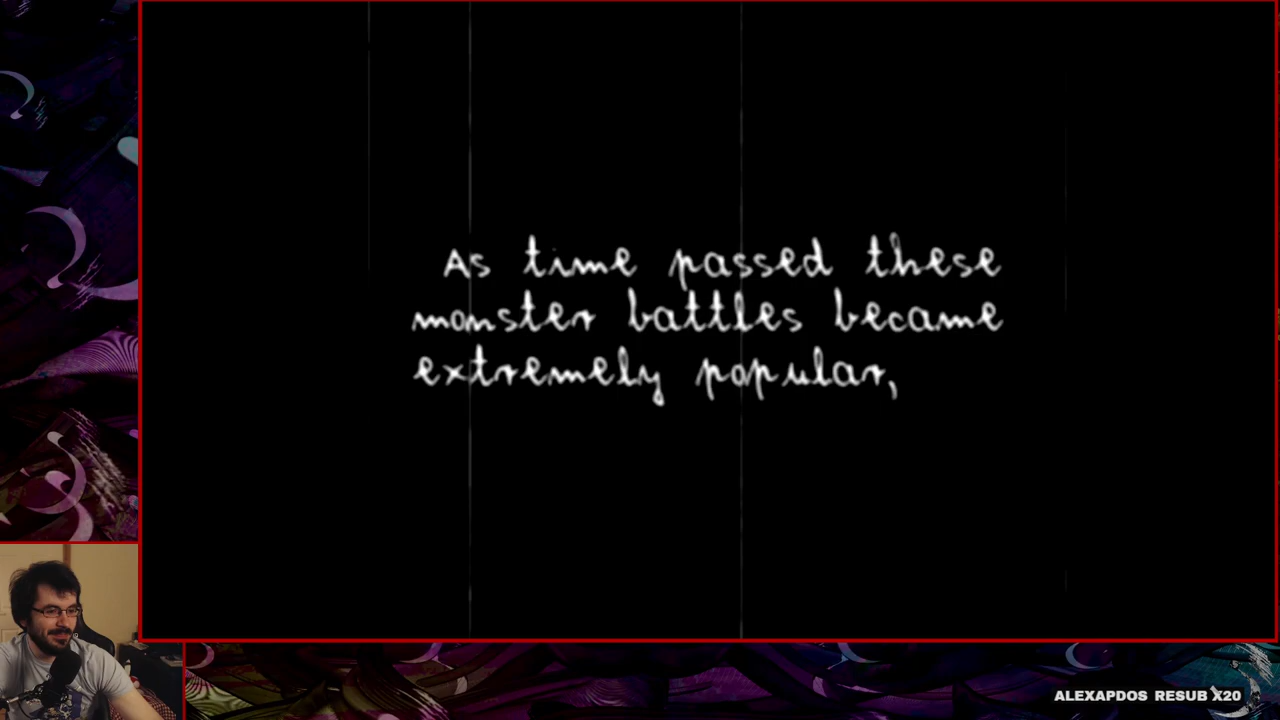 As time passed these
monster battles became
extremely popular,
ALEXAPDOS RESUB X20